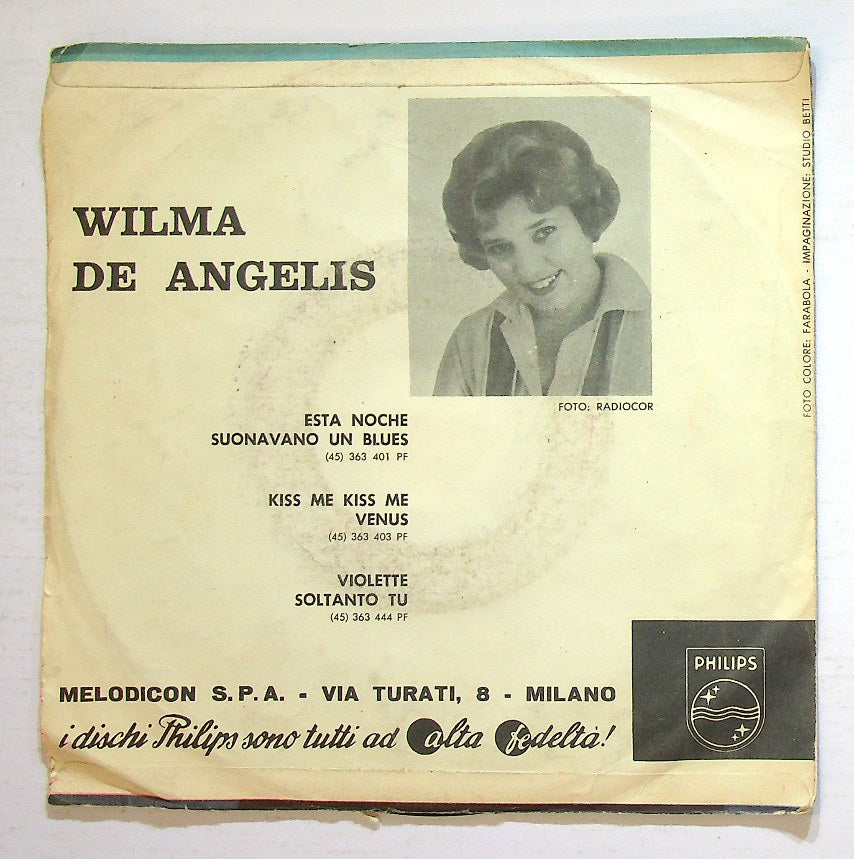 WILMA
DE ANGELIS
FOTO: RADIOCOR
FOTO COLORE: FARABOLA - IMPAGINAZIONE: STUDIO BETTI
ESTA NOCHE
SUONAVANO UN BLUES
(45) 363 401 PF
KISS ME KISS ME
VENUS
(45) 363 403 PF
VIOLETTE
SOLTANTO TU
(45) 363 444 PF
PHILIPS
MELODICON S.P.A. - VIA TURATI, 8 - MILANO
i dischi Philips sono tutti ad alta fedeltà!